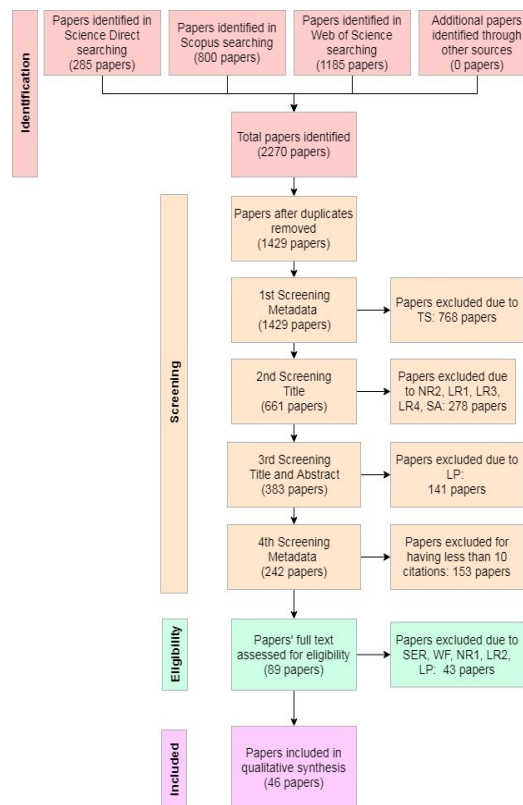 Identification
Papers identified in
Science Direct
searching
(285 papers)
Papers identified in
Scopus searching
(800 papers)
Papers identified in
Web of Science
searching
(1185 papers)
Additional papers
identified through
other sources
(0 papers)
Total papers identified
(2270 papers)
Screening
Papers after duplicates
removed
(1429 papers)
1st Screening
Metadata
(1429 papers)
Papers excluded due to
TS: 768 papers
2nd Screening
Title
(661 papers)
Papers excluded due
to NR2, LR1, LR3,
LR4, SA: 278 papers
3rd Screening
Title and Abstract
(383 papers)
Papers excluded due to
LP:
141 papers
4th Screening
Metadata
(242 papers)
Papers excluded for
having less than 10
citations: 153 papers
Eligibility
Papers' full text
assessed for eligibility
(89 papers)
Papers excluded due to
SER, WF, NR1, LR2,
LP: 43 papers
Included
Papers included in
qualitative synthesis
(46 papers)